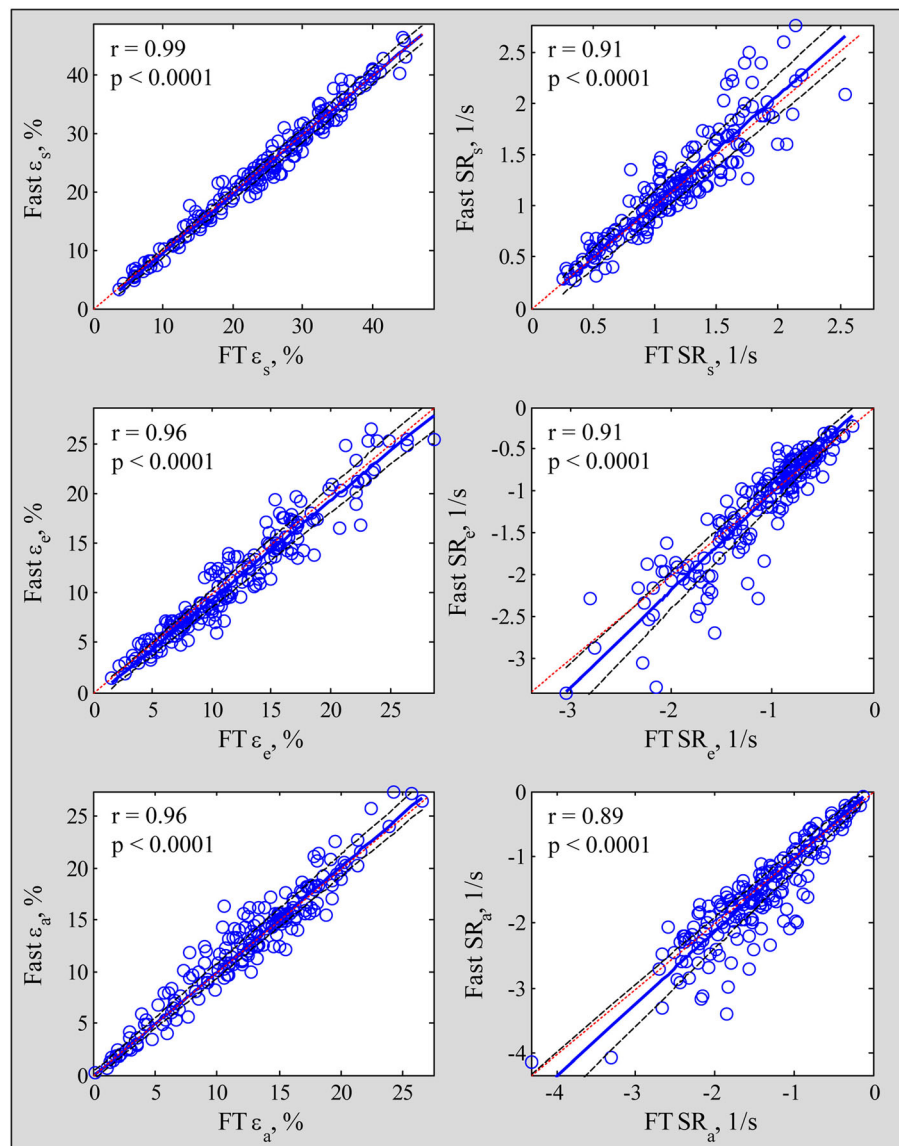 r = 0.99
p < 0.0001
40
30
20
10
0
Fast εs, %
0 10 20 30 40
FT εs, %
r = 0.91
p < 0.0001
2.5
2
1.5
1
0.5
0
Fast SRs, 1/s
0 0.5 1 1.5 2 2.5
FT SRs, 1/s
r = 0.96
p < 0.0001
25
20
15
10
5
0
Fast εe, %
0 5 10 15 20 25
FT εe, %
r = 0.91
p < 0.0001
0
-0.5
-1
-1.5
-2
-2.5
-3
Fast SRe, 1/s
-3 -2 -1 0
FT SRe, 1/s
r = 0.96
p < 0.0001
25
20
15
10
5
0
Fast εa, %
0 5 10 15 20 25
FT εa, %
r = 0.89
p < 0.0001
0
-1
-2
-3
-4
Fast SRa, 1/s
-4 -3 -2 -1 0
FT SRa, 1/s